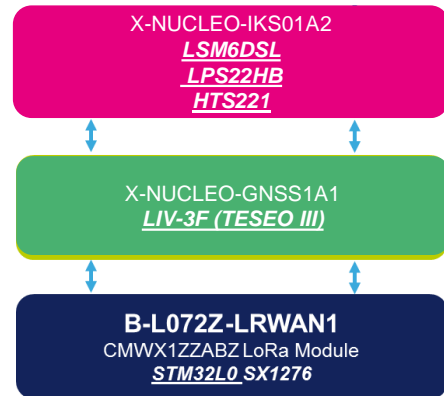 X-NUCLEO-IKS01A2
LSM6DSL
LPS22HB
HTS221
X-NUCLEO-GNSS1A1
LIV-3F (TESEO III)
B-L072Z-LRWAN1
CMWX1ZZABZ LoRa Module
STM32L0 SX1276